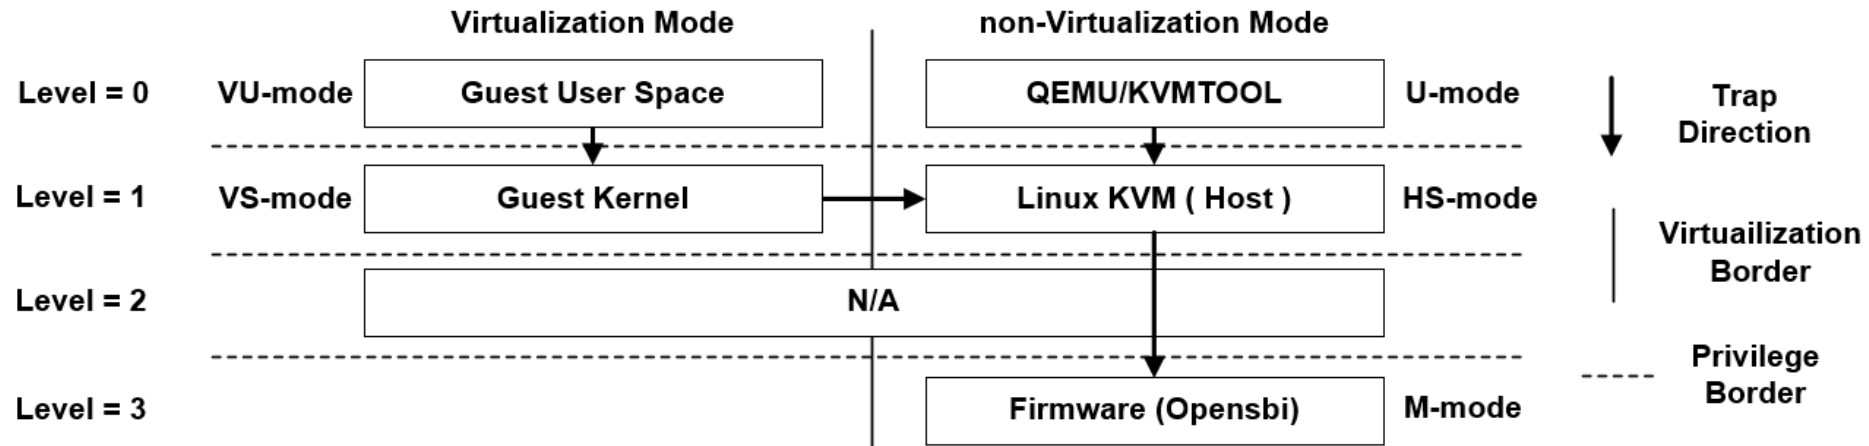 Virtualization Mode
non-Virtualization Mode
Level = 0
VU-mode
Guest User Space
QEMU/KVMTOOL
U-mode
Trap
Direction
Level = 1
VS-mode
Guest Kernel
Linux KVM ( Host )
HS-mode
Virtuailization
Border
Level = 2
N/A
Privilege
Border
Level = 3
Firmware (Opensbi)
M-mode